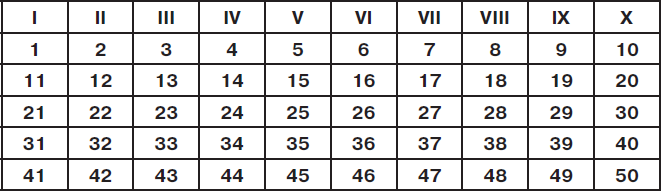 I II III IV V VI VII VIII IX X
1 2 3 4 5 6 7 8 9 10
11 12 13 14 15 16 17 18 19 20
21 22 23 24 25 26 27 28 29 30
31 32 33 34 35 36 37 38 39 40
41 42 43 44 45 46 47 48 49 50